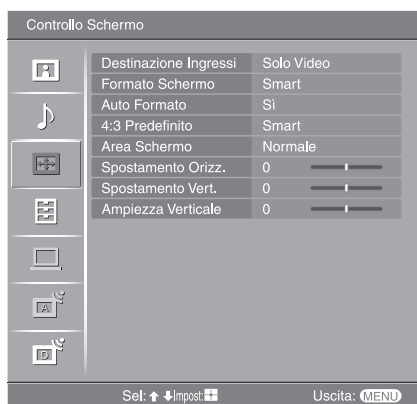 Controllo Schermo
Destinazione Ingressi Solo Video
Formato Schermo Smart
Auto Formato Sì
4:3 Predefinito Smart
Area Schermo Normale
Spostamento Orizz. 0
Spostamento Vert. 0
Ampiezza Verticale 0
A
D
Sel: Impost: Uscita: MENU